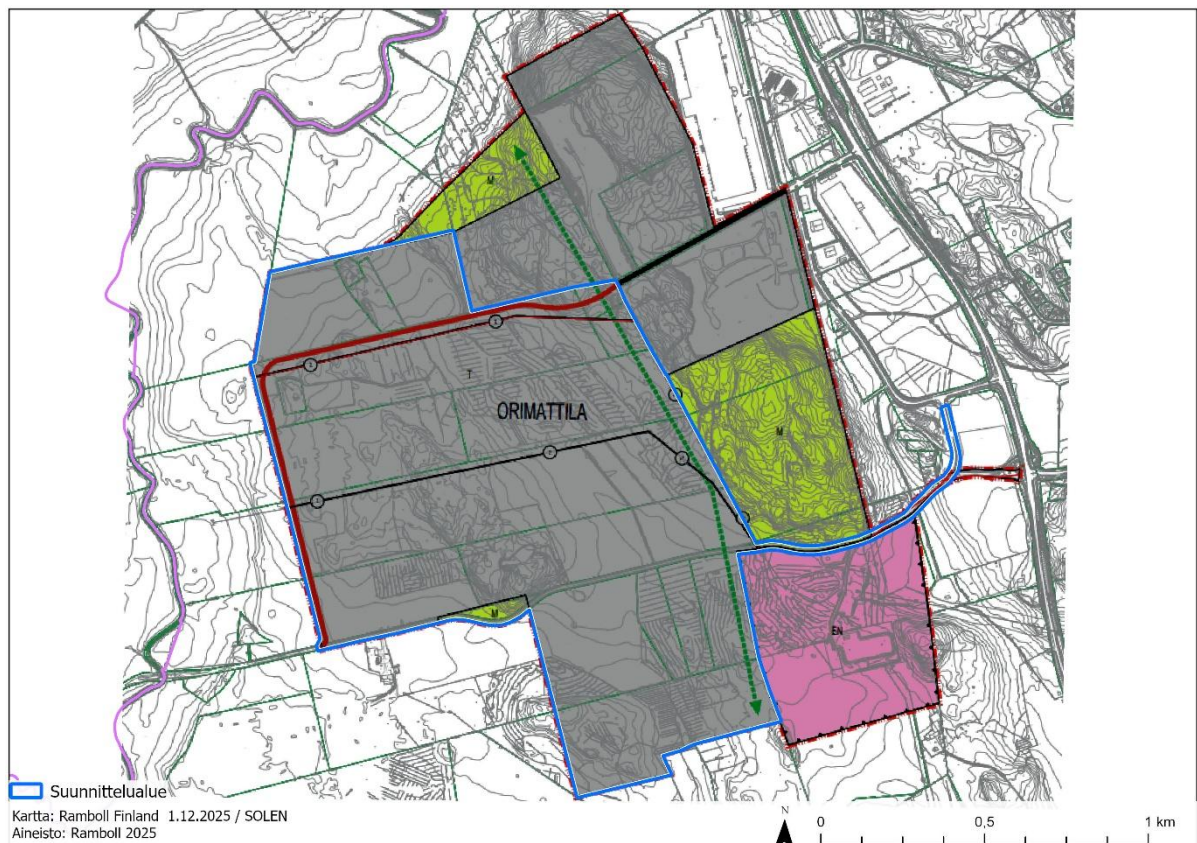 M
T
ORIMATTILA
M
M
EN
Suunnittelualue
Kartta: Ramboll Finland 1.12.2025 / SOLEN
Aineisto: Ramboll 2025
N
0 0,5 1 km